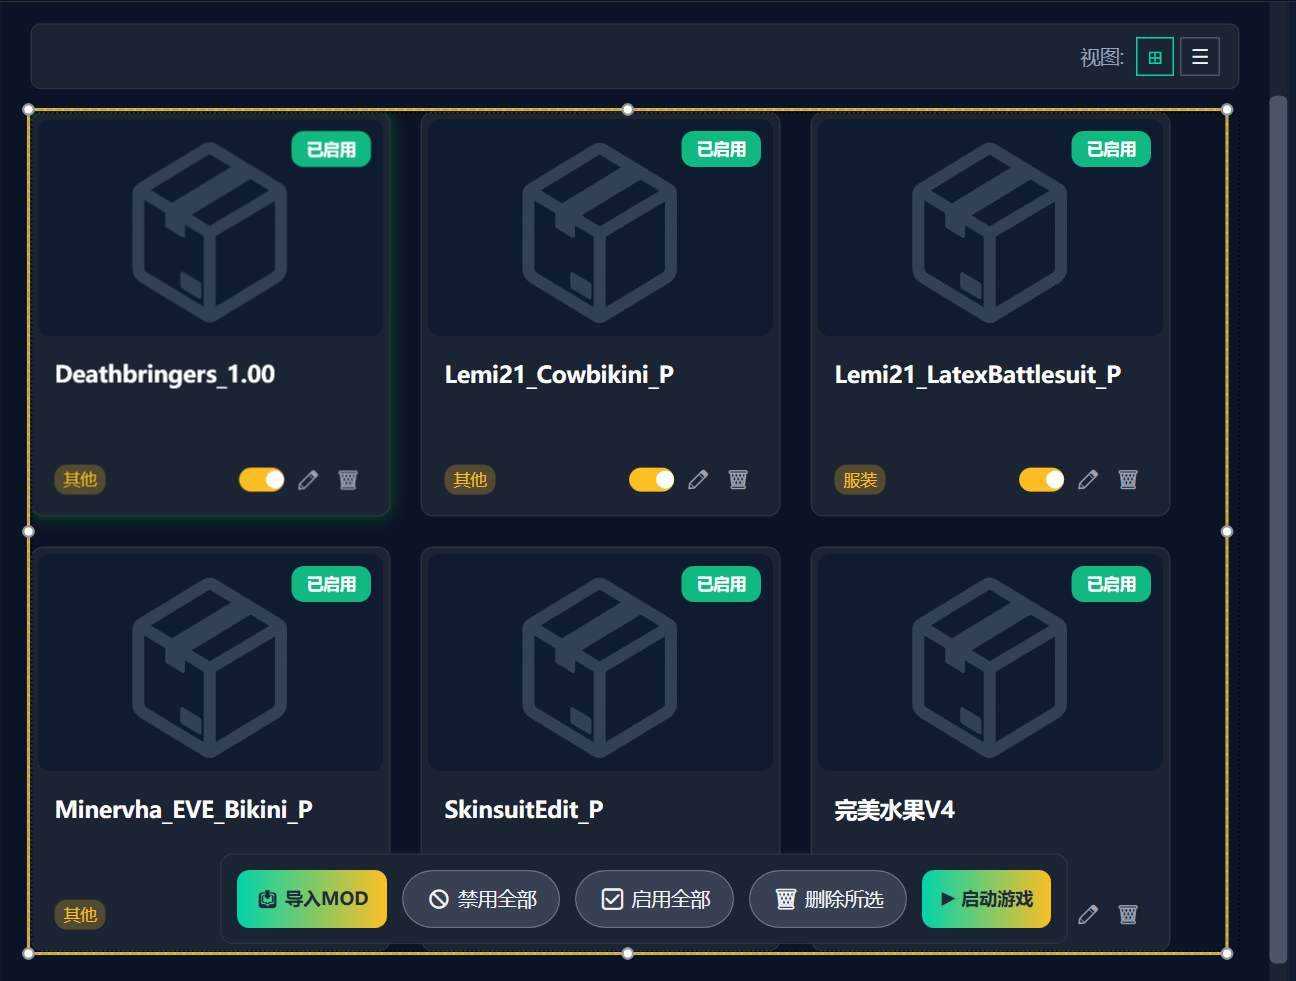 视图:
已启用
已启用
已启用
Deathbringers_1.00
Lemi21_Cowbikini_P
Lemi21_LatexBattlesuit_P
其他
其他
服装
已启用
已启用
已启用
Minervha_EVE_Bikini_P
SkinsuitEdit_P
完美水果V4
其他
导入MOD
禁用全部
启用全部
删除所选
启动游戏